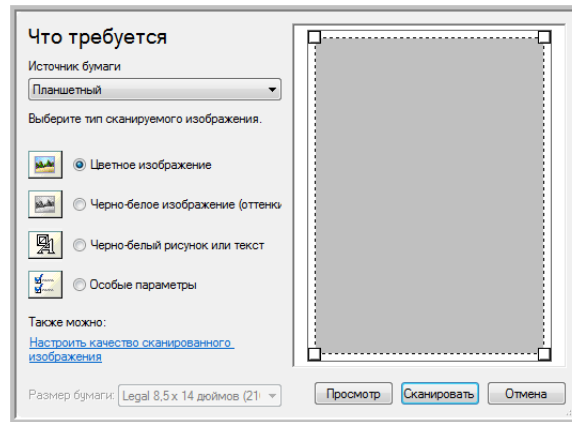 Что требуется
Источник бумаги
Планшетный
Выберите тип сканируемого изображения.
Цветное изображение
Черно-белое изображение (оттенки
Черно-белый рисунок или текст
Особые параметры
Также можно:
Настроить качество сканированного
изображения
Размер бумаги: Legal 8,5 x 14 дюймов (21
Просмотр Сканировать Отмена